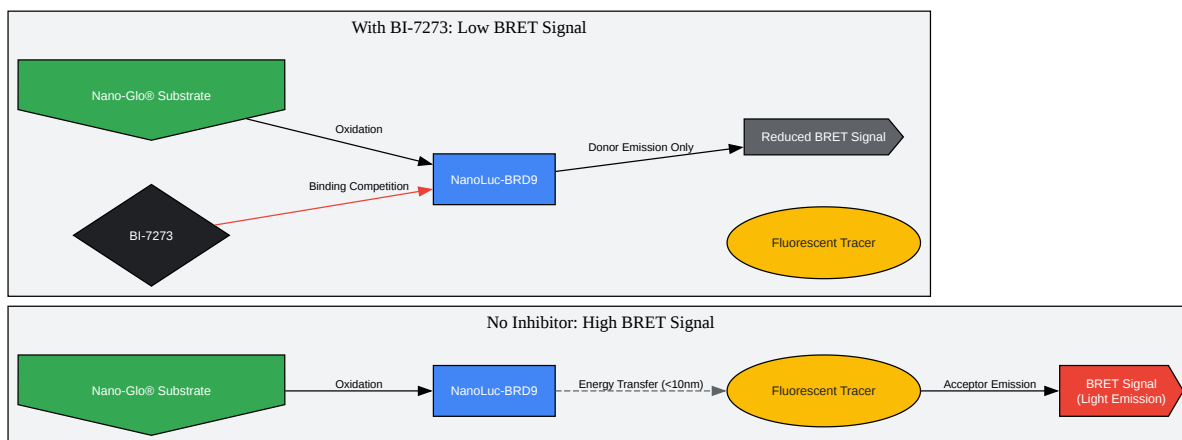 With BI-7273: Low BRET Signal
Nano-Glo® Substrate
Oxidation
Reduced BRET Signal
Donor Emission Only
NanoLuc-BRD9
Binding Competition
BI-7273
Fluorescent Tracer
No Inhibitor: High BRET Signal
Nano-Glo® Substrate
Oxidation
NanoLuc-BRD9
Energy Transfer (<10nm)
Fluorescent Tracer
Acceptor Emission
BRET Signal
(Light Emission)